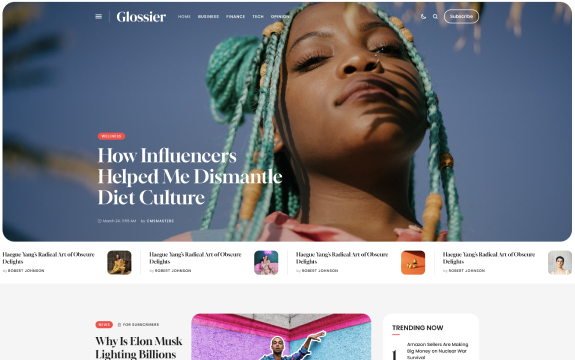 Glossier HOME BUSINESS FINANCE TECH OPINION Subscribe
WELLNESS
How Influencers
Helped Me Dismantle
Diet Culture
March 24, 3:09 AM by CMSMASTERS
Haegue Yang's Radical Art of Obscure
Delights
by ROBERT JOHNSON
Haegue Yang's Radical Art of Obscure
Delights
by ROBERT JOHNSON
Haegue Yang's Radical Art of Obscure
Delights
by ROBERT JOHNSON
Haegue Yang's Radical Art of Obscure
Delights
by ROBERT JOHNSON
NEWS FOR SUBSCRIBERS
Why Is Elon Musk
Lighting Billions
TRENDING NOW
1
Amazon Sellers Are Making
Big Money on Nuclear War
Survival